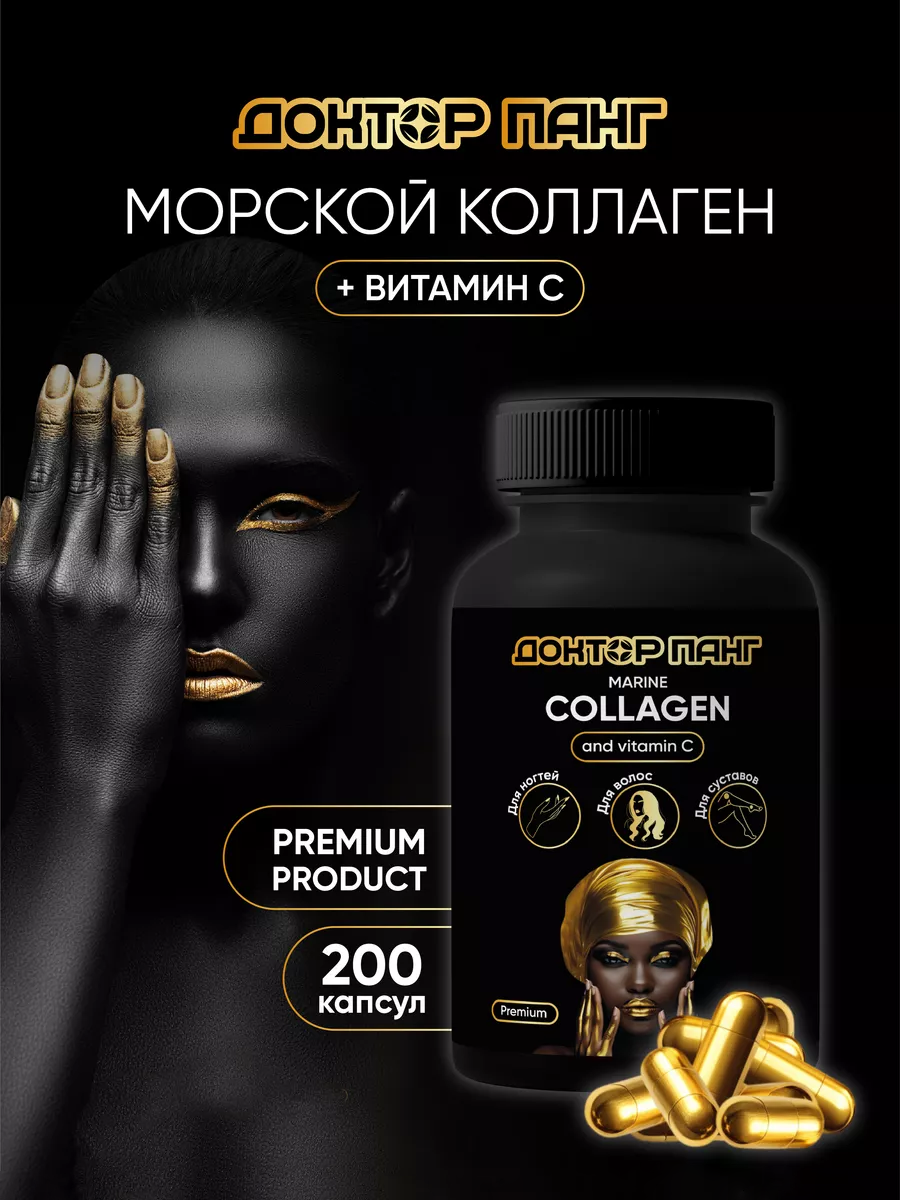 ДОКТОР ПАНГ
МОРСКОЙ КОЛЛАГЕН
+ ВИТАМИН С
ДОКТОР ПАНГ
MARINE
COLLAGEN
and vitamin C
Для ногтей
Для волос
Для суставов
PREMIUM
PRODUCT
200
капсул
Premium